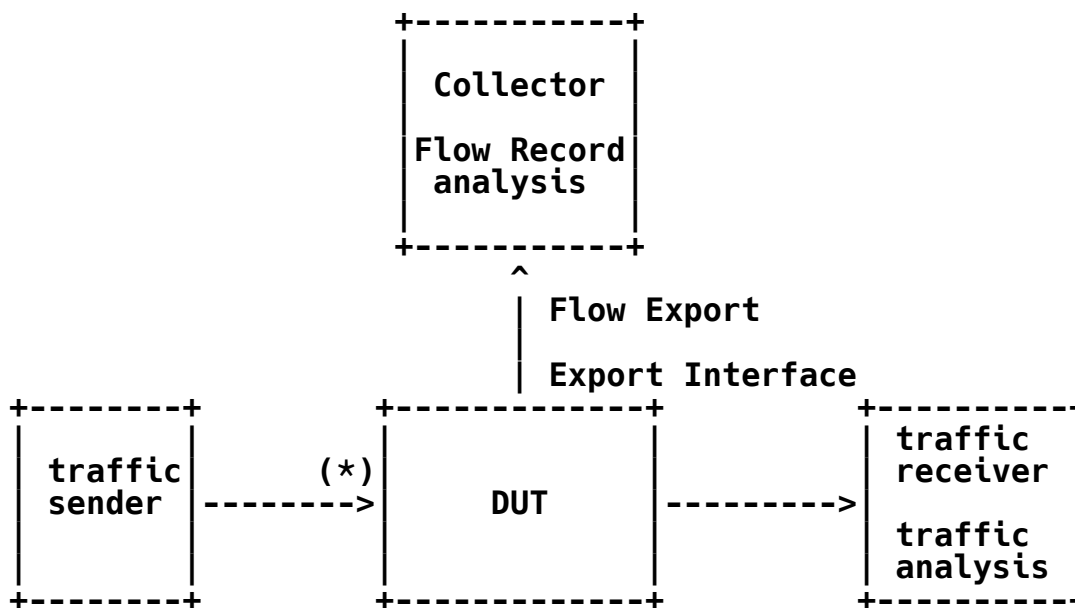 Collector
Flow Record
analysis
Flow Export
Export Interface
traffic
sender
(*)
DUT
traffic
receiver
traffic
analysis